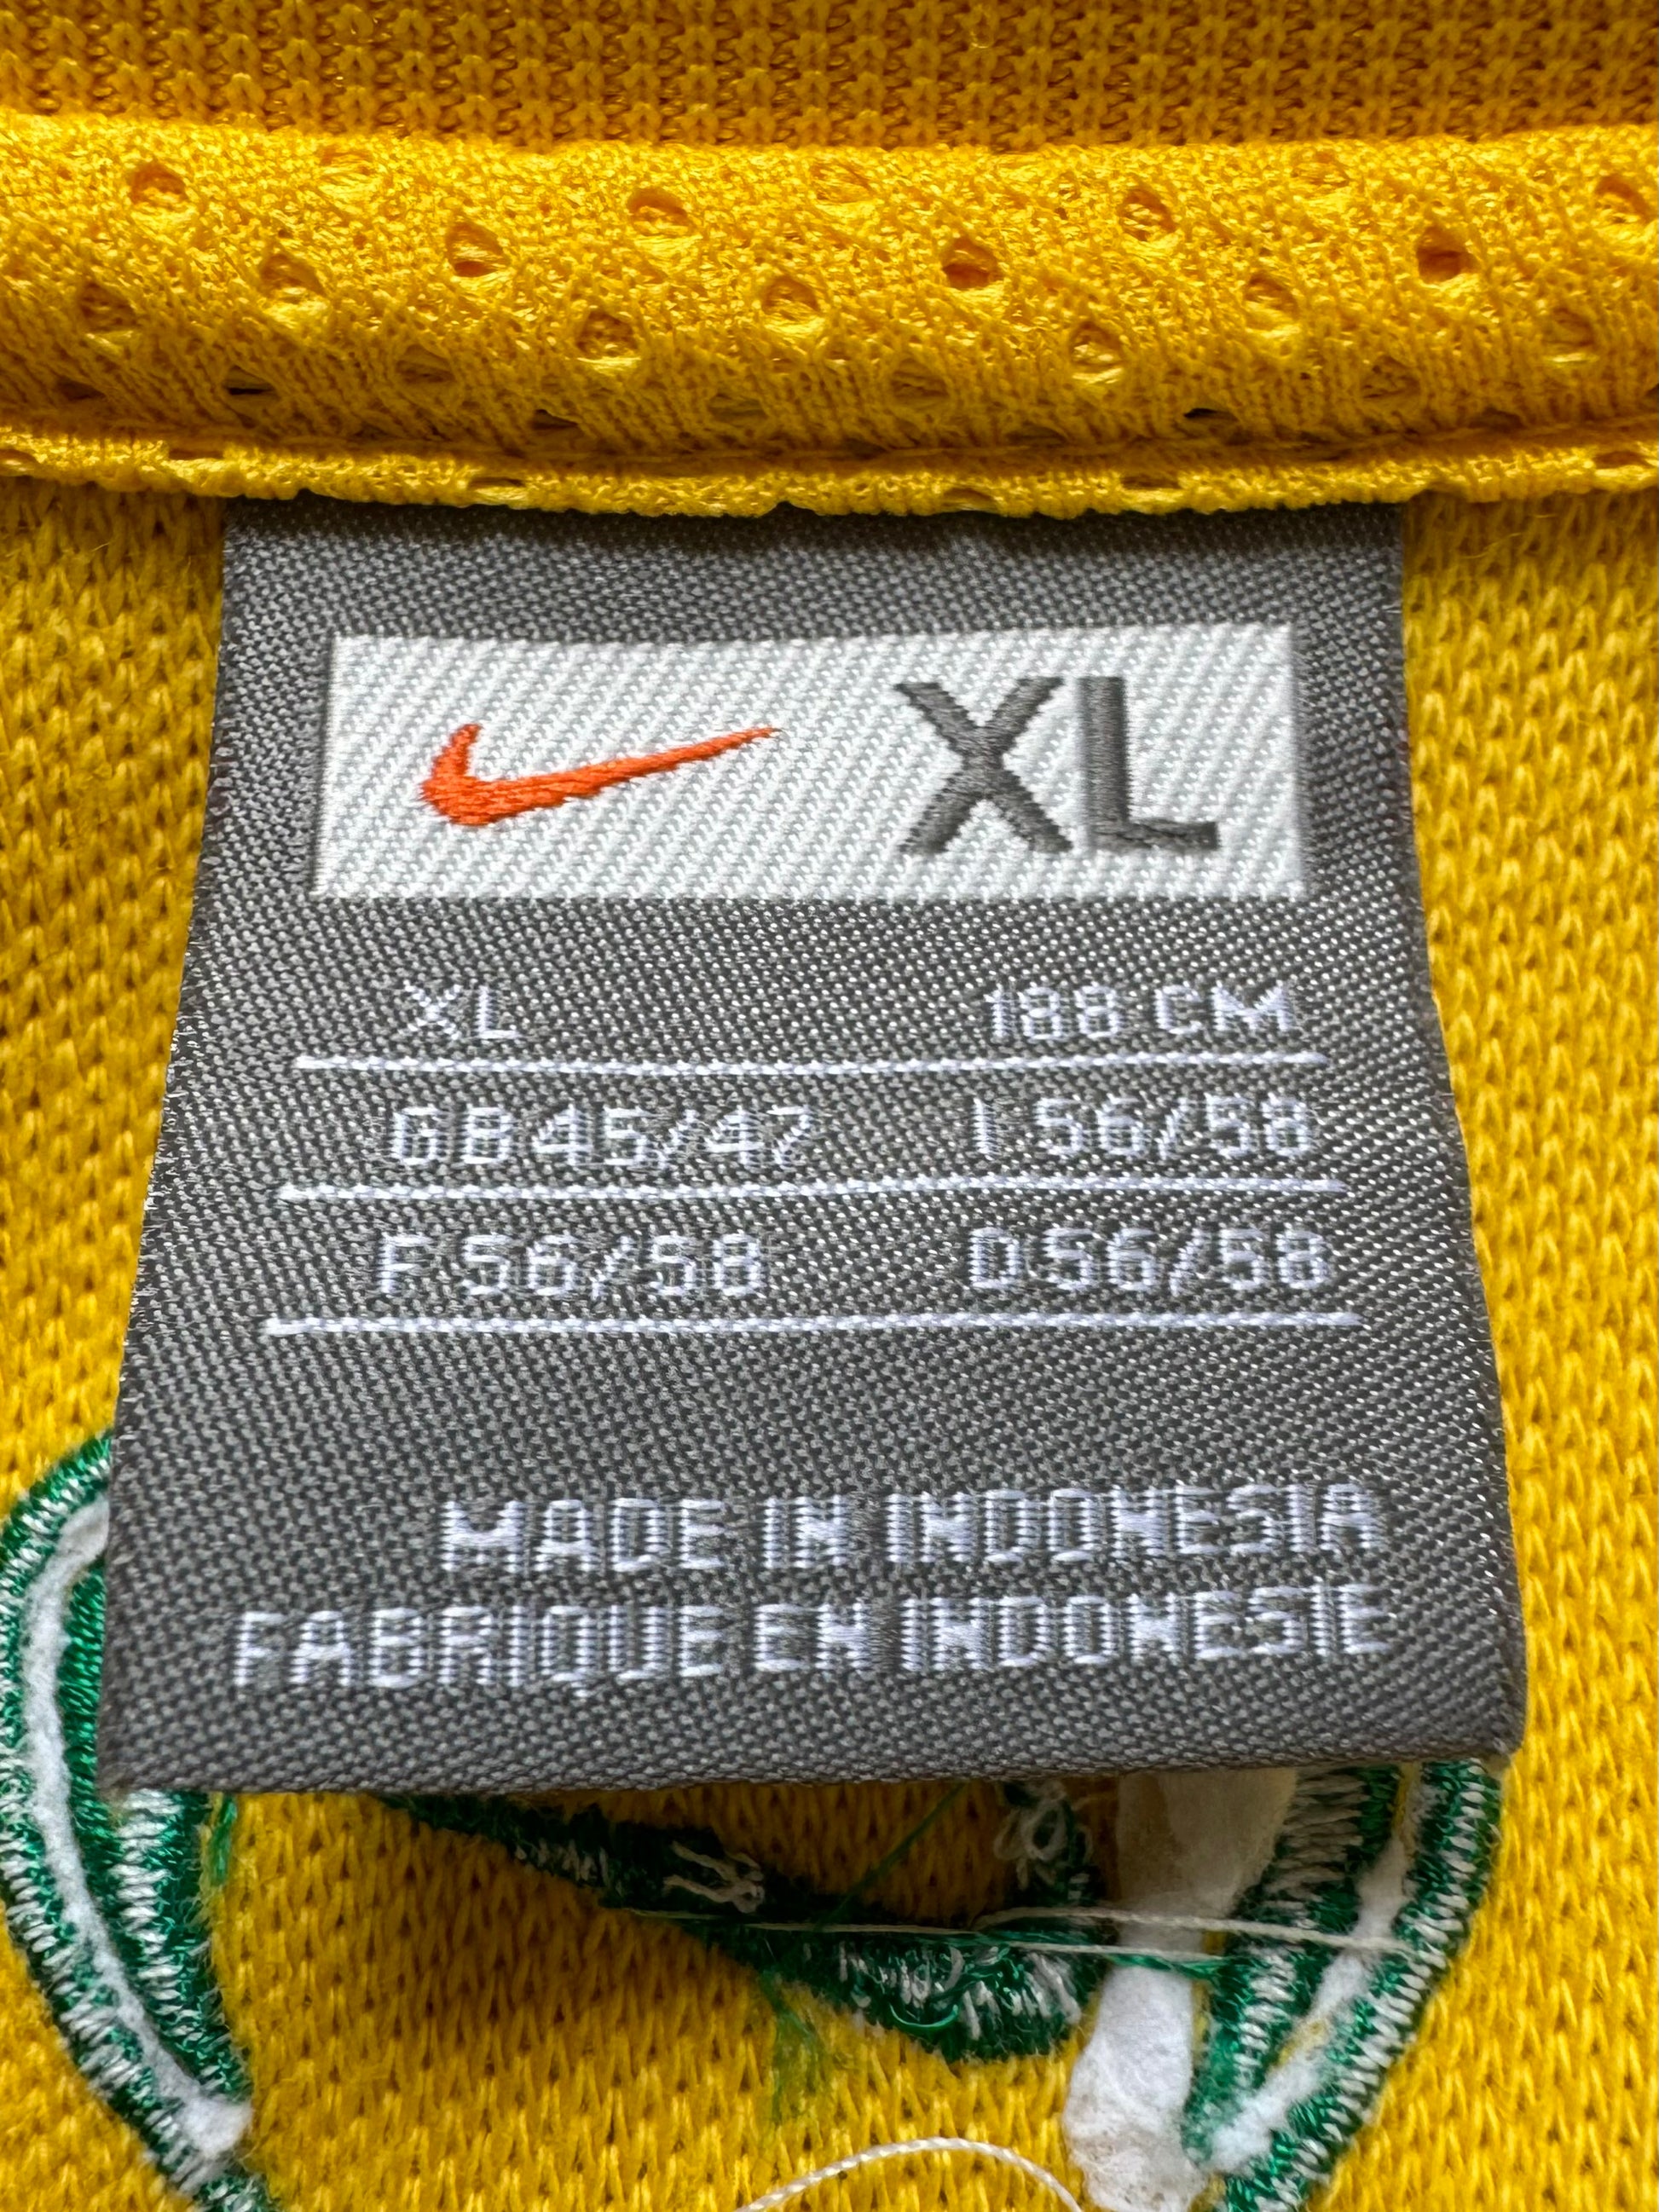 XL
XL 188 CM
GB 45/47 I 56/58
F 56/58 D 56/58
MADE IN INDONESIA
FABRIQUE EN INDONESIE